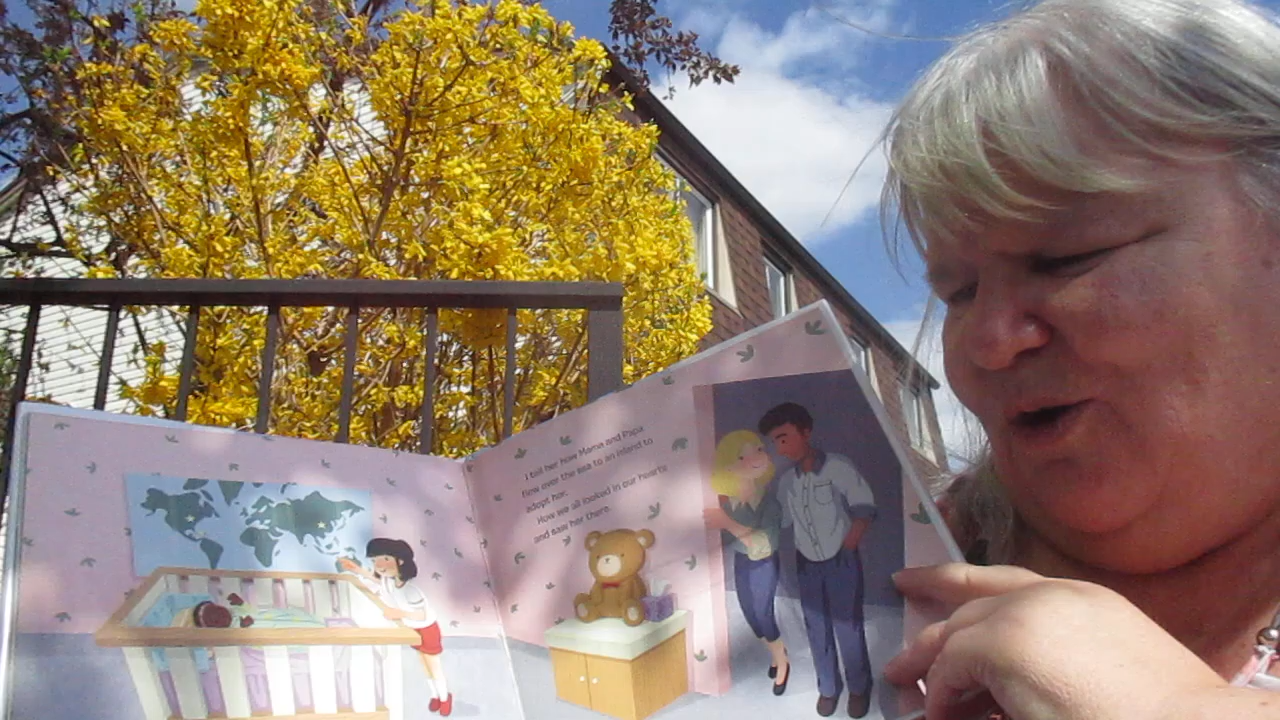 I tell her how Mama and Papa
flew over the sea to an island to
adopt her.
How we all looked in our hearts
and saw her there.